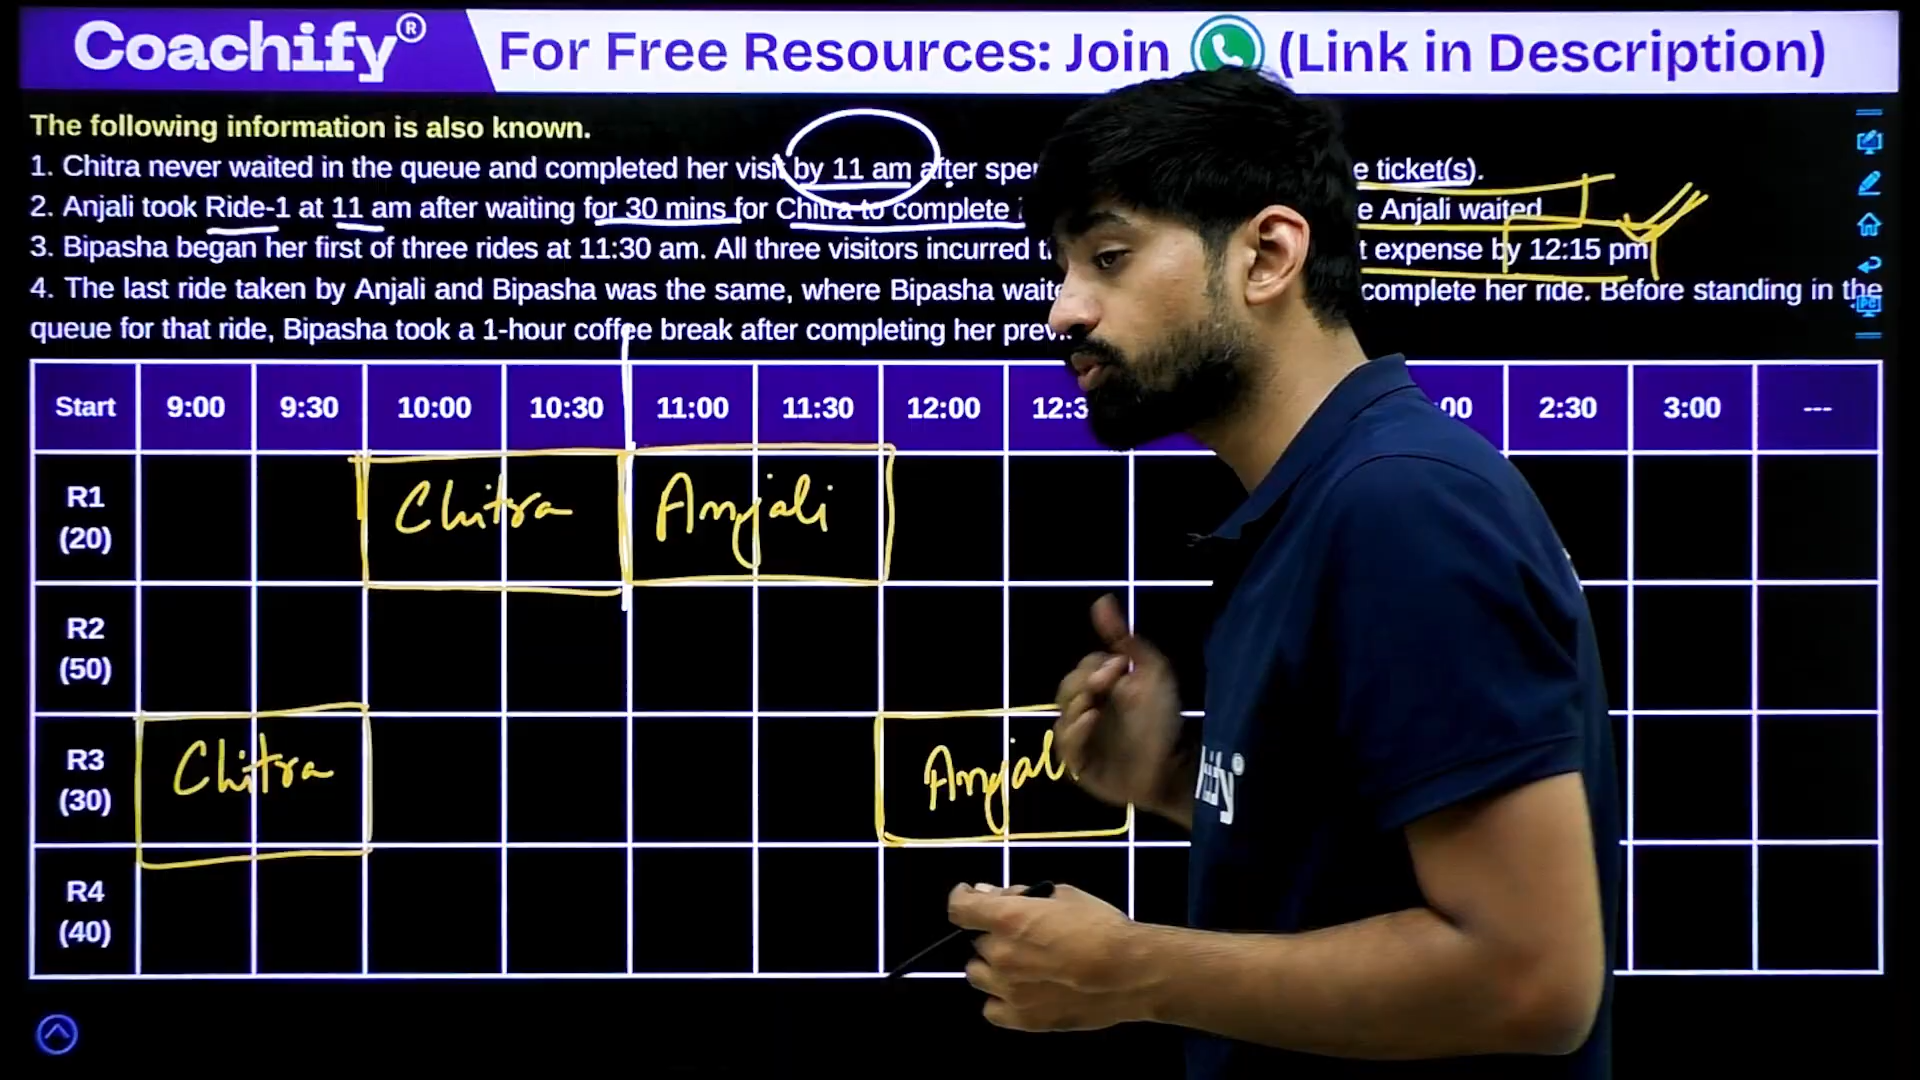 Coachify®
For Free Resources: Join (Link in Description)
The following information is also known.
1. Chitra never waited in the queue and completed her visit by 11 am after e ticket(s).
2. Anjali took Ride-1 at 11 am after waiting for 30 mins for Chitra to complete Anjali waited
3. Bipasha began her first of three rides at 11:30 am. All three visitors incurred expense by 12:15 pm
4. The last ride taken by Anjali and Bipasha was the same, where Bipasha complete her ride. Before standing in the
queue for that ride, Bipasha took a 1-hour coffee break after completing her
Start 9:00 9:30 10:00 10:30 11:00 11:30 12:00 2:30 3:00 ---
R1
(20)
Chitra Anjali
R2
(50)
R3
(30)
Chitra Anjali
R4
(40)